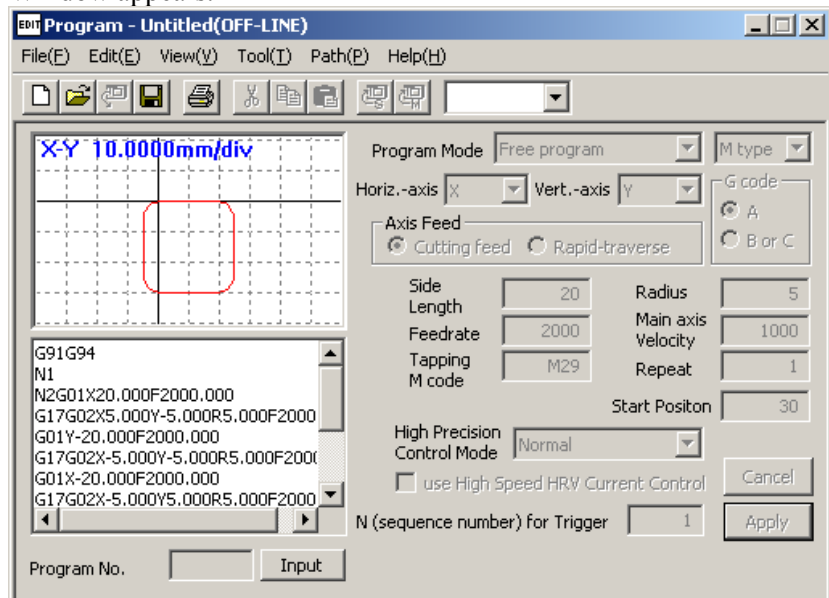 window appears.
EDIT Program - Untitled(OFF-LINE)
File(F) Edit(E) View(V) Tool(T) Path(P) Help(H)
X-Y 10.0000mm/div
Program Mode Free program M type
Horiz.-axis X Vert.-axis Y
G code
A
B or C
Axis Feed
Cutting feed Rapid-traverse
Side Length 20 Radius 5
Feedrate 2000 Main axis Velocity 1000
Tapping M code M29 Repeat 1
Start Positon 30
High Precision Control Mode Normal
use High Speed HRV Current Control
Cancel
N (sequence number) for Trigger 1 Apply
G91G94
N1
N2G01X20.000F2000.000
G17G02X5.000Y-5.000R5.000F2000
G01Y-20.000F2000.000
G17G02X-5.000Y-5.000R5.000F200
G01X-20.000F2000.000
G17G02X-5.000Y5.000R5.000F2000
Program No. Input